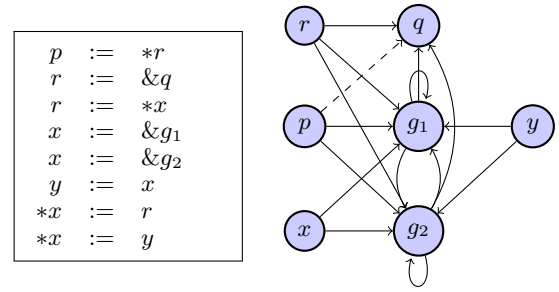 p := *r
r := &q
r := *x
x := &g₁
x := &g₂
y := x
*x := r
*x := y
r
q
p
g₁
y
x
g₂